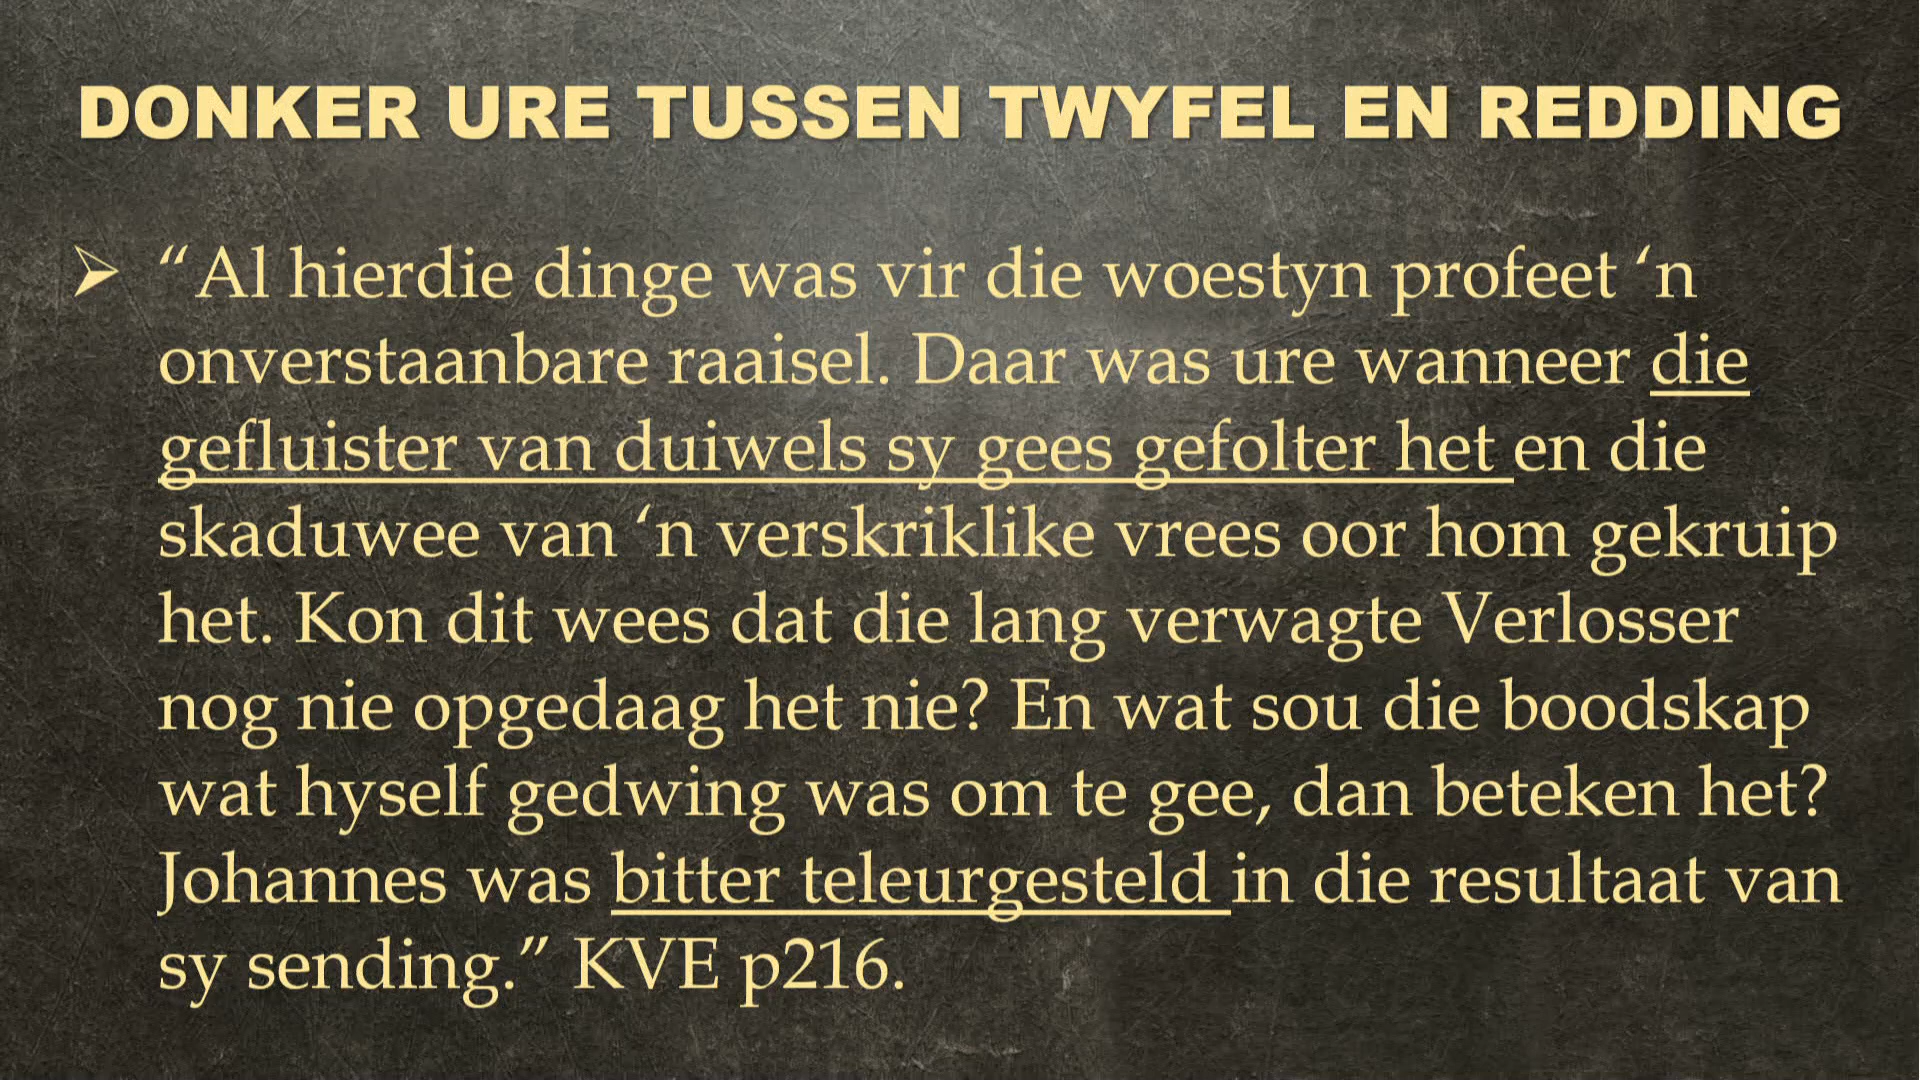 DONKER URE TUSSEN TWYFEL EN REDDING
“Al hierdie dinge was vir die woestyn profeet ‘n
onverstaanbare raaisel. Daar was ure wanneer die
gefluister van duiwels sy gees gefolter het en die
skaduwee van ‘n verskriklike vrees oor hom gekruip
het. Kon dit wees dat die lang verwagte Verlosser
nog nie opgedaag het nie? En wat sou die boodskap
wat hyself gedwing was om te gee, dan beteken het?
Johannes was bitter teleurgesteld in die resultaat van
sy sending.” KVE p216.